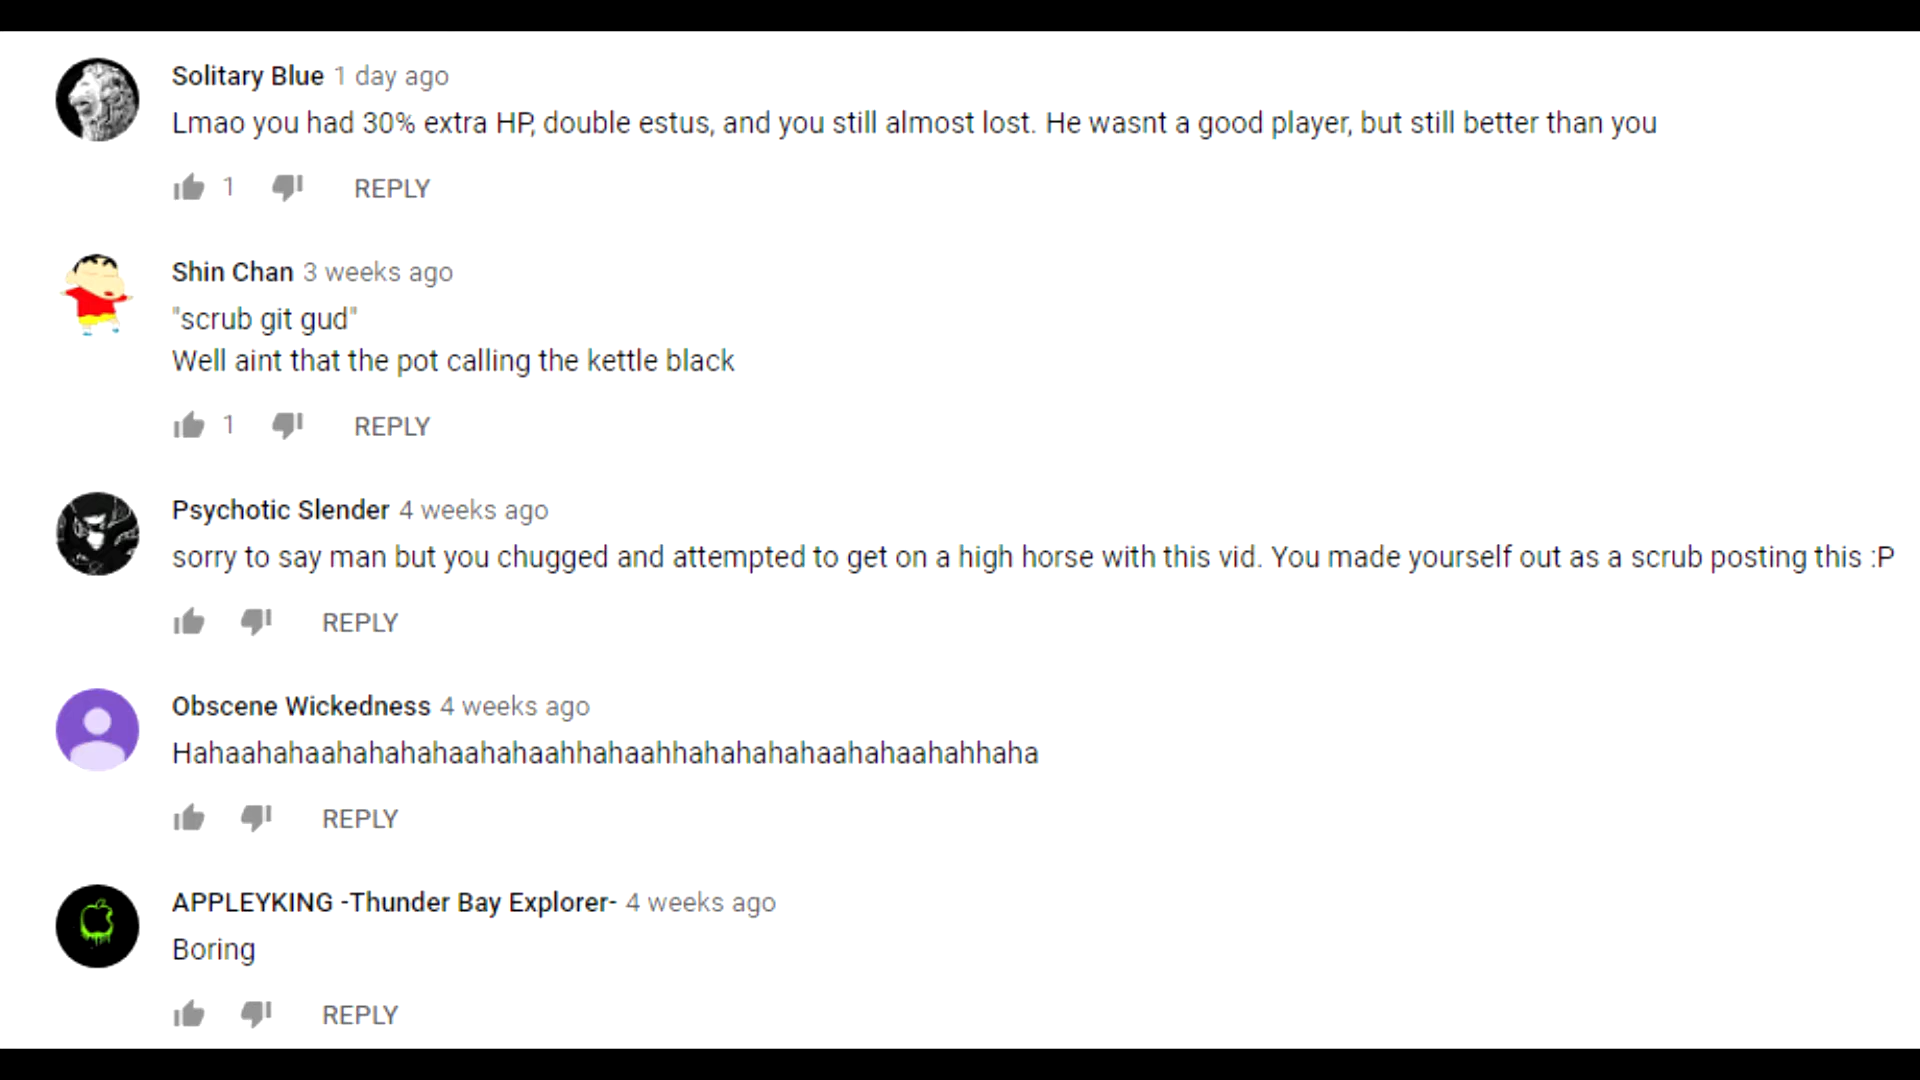 Solitary Blue 1 day ago
Lmao you had 30% extra HP, double estus, and you still almost lost. He wasnt a good player, but still better than you
1 REPLY
Shin Chan 3 weeks ago
"scrub git gud"
Well aint that the pot calling the kettle black
1 REPLY
Psychotic Slender 4 weeks ago
sorry to say man but you chugged and attempted to get on a high horse with this vid. You made yourself out as a scrub posting this :P
REPLY
Obscene Wickedness 4 weeks ago
Hahaahahaahahahahaahahaahhahaahhahahahahaahahaahahhaha
REPLY
APPLEYKING -Thunder Bay Explorer- 4 weeks ago
Boring
REPLY